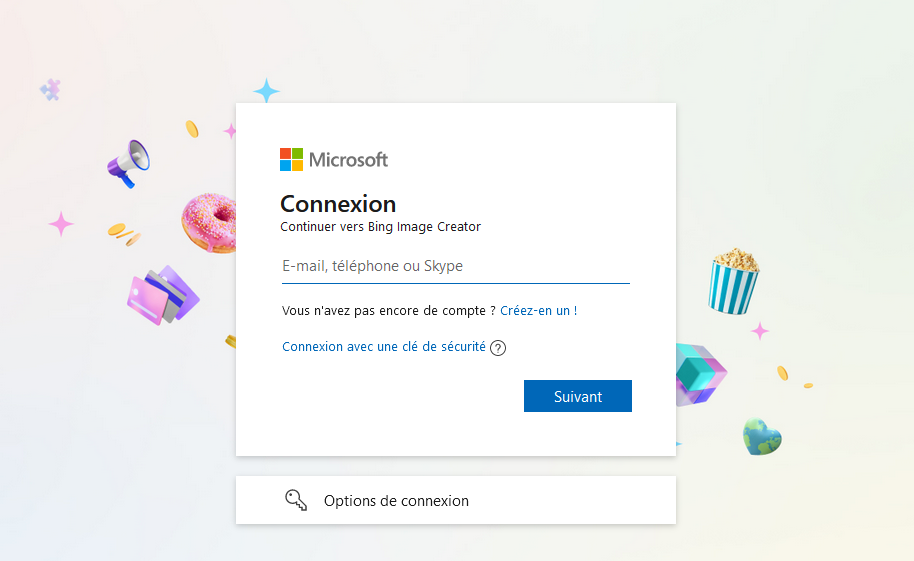 Microsoft
Connexion
Continuer vers Bing Image Creator
E-mail, téléphone ou Skype
Vous n'avez pas encore de compte ? Créez-en un !
Connexion avec une clé de sécurité ?
Suivant
Options de connexion